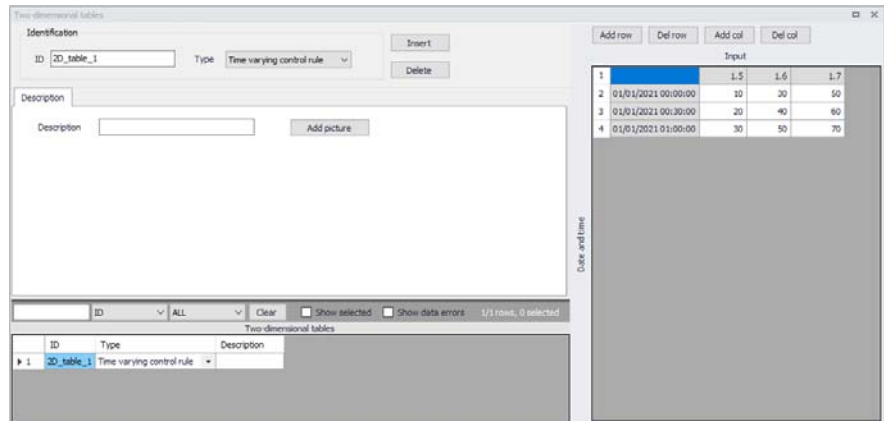 Two-dimensional tables
Identification
ID 2D_table_1 Type Time varying control rule
Insert
Delete
Description
Description Add picture
Add row Del row Add col Del col
Input
1 1.5 1.6 1.7
2 01/01/2021 00:00:00 10 30 50
3 01/01/2021 00:30:00 20 40 60
4 01/01/2021 01:00:00 30 50 70
Date and time
ID ALL Clear Show selected Show data errors 1/1 rows, 0 selected
Two-dimensional tables
ID Type Description
1 2D_table_1 Time varying control rule